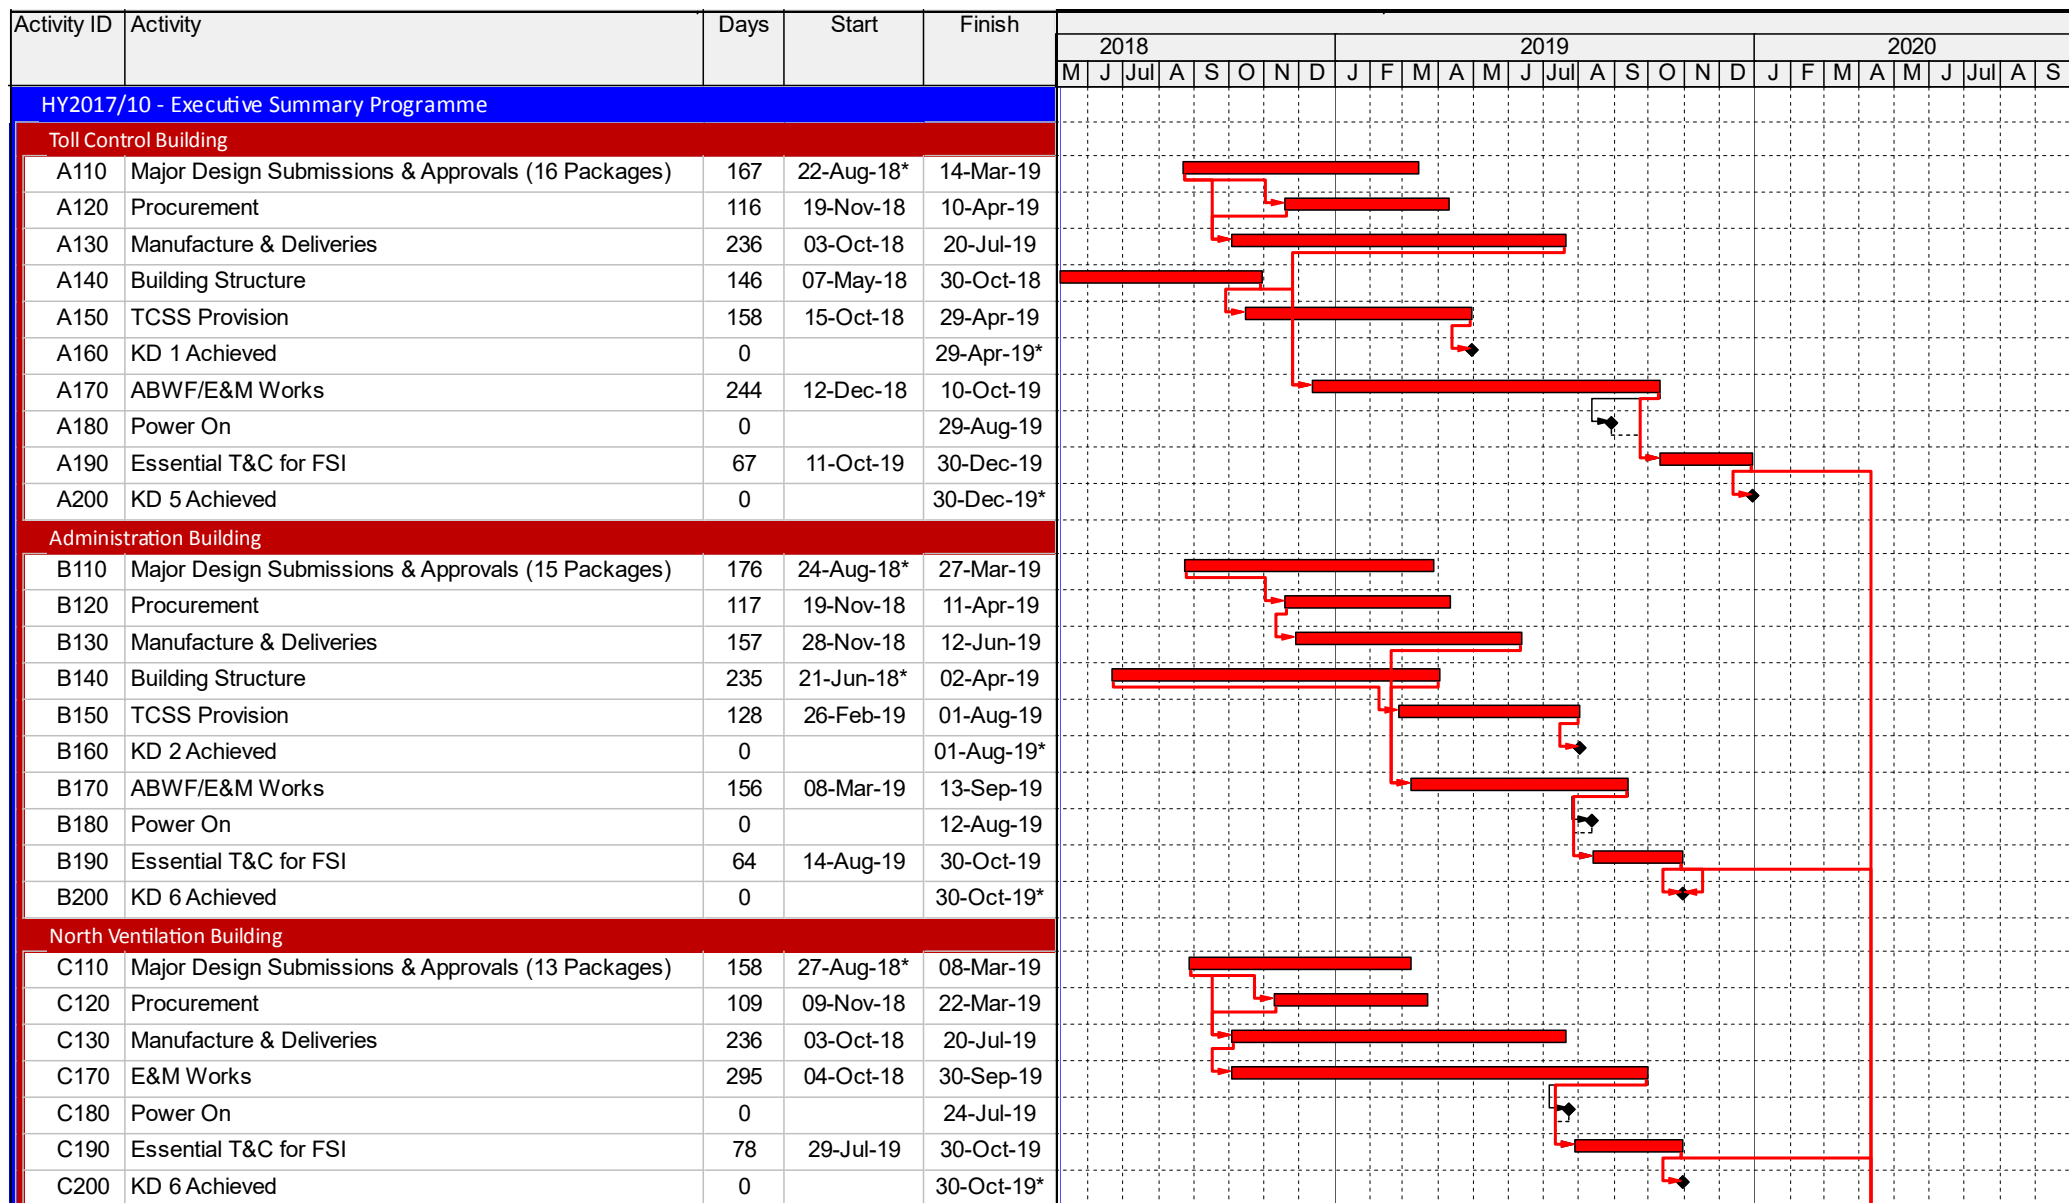 Activity ID Activity Days Start Finish
2018 2019 2020
M J Jul A S O N D J F M A M J Jul A S O N D J F M A M J Jul A S
HY2017/10 - Executive Summary Programme
Toll Control Building
A110 Major Design Submissions & Approvals (16 Packages) 167 22-Aug-18* 14-Mar-19
A120 Procurement 116 19-Nov-18 10-Apr-19
A130 Manufacture & Deliveries 236 03-Oct-18 20-Jul-19
A140 Building Structure 146 07-May-18 30-Oct-18
A150 TCSS Provision 158 15-Oct-18 29-Apr-19
A160 KD 1 Achieved 0 29-Apr-19*
A170 ABWF/E&M Works 244 12-Dec-18 10-Oct-19
A180 Power On 0 29-Aug-19
A190 Essential T&C for FSI 67 11-Oct-19 30-Dec-19
A200 KD 5 Achieved 0 30-Dec-19*
Administration Building
B110 Major Design Submissions & Approvals (15 Packages) 176 24-Aug-18* 27-Mar-19
B120 Procurement 117 19-Nov-18 11-Apr-19
B130 Manufacture & Deliveries 157 28-Nov-18 12-Jun-19
B140 Building Structure 235 21-Jun-18* 02-Apr-19
B150 TCSS Provision 128 26-Feb-19 01-Aug-19
B160 KD 2 Achieved 0 01-Aug-19*
B170 ABWF/E&M Works 156 08-Mar-19 13-Sep-19
B180 Power On 0 12-Aug-19
B190 Essential T&C for FSI 64 14-Aug-19 30-Oct-19
B200 KD 6 Achieved 0 30-Oct-19*
North Ventilation Building
C110 Major Design Submissions & Approvals (13 Packages) 158 27-Aug-18* 08-Mar-19
C120 Procurement 109 09-Nov-18 22-Mar-19
C130 Manufacture & Deliveries 236 03-Oct-18 20-Jul-19
C170 E&M Works 295 04-Oct-18 30-Sep-19
C180 Power On 0 24-Jul-19
C190 Essential T&C for FSI 78 29-Jul-19 30-Oct-19
C200 KD 6 Achieved 0 30-Oct-19*